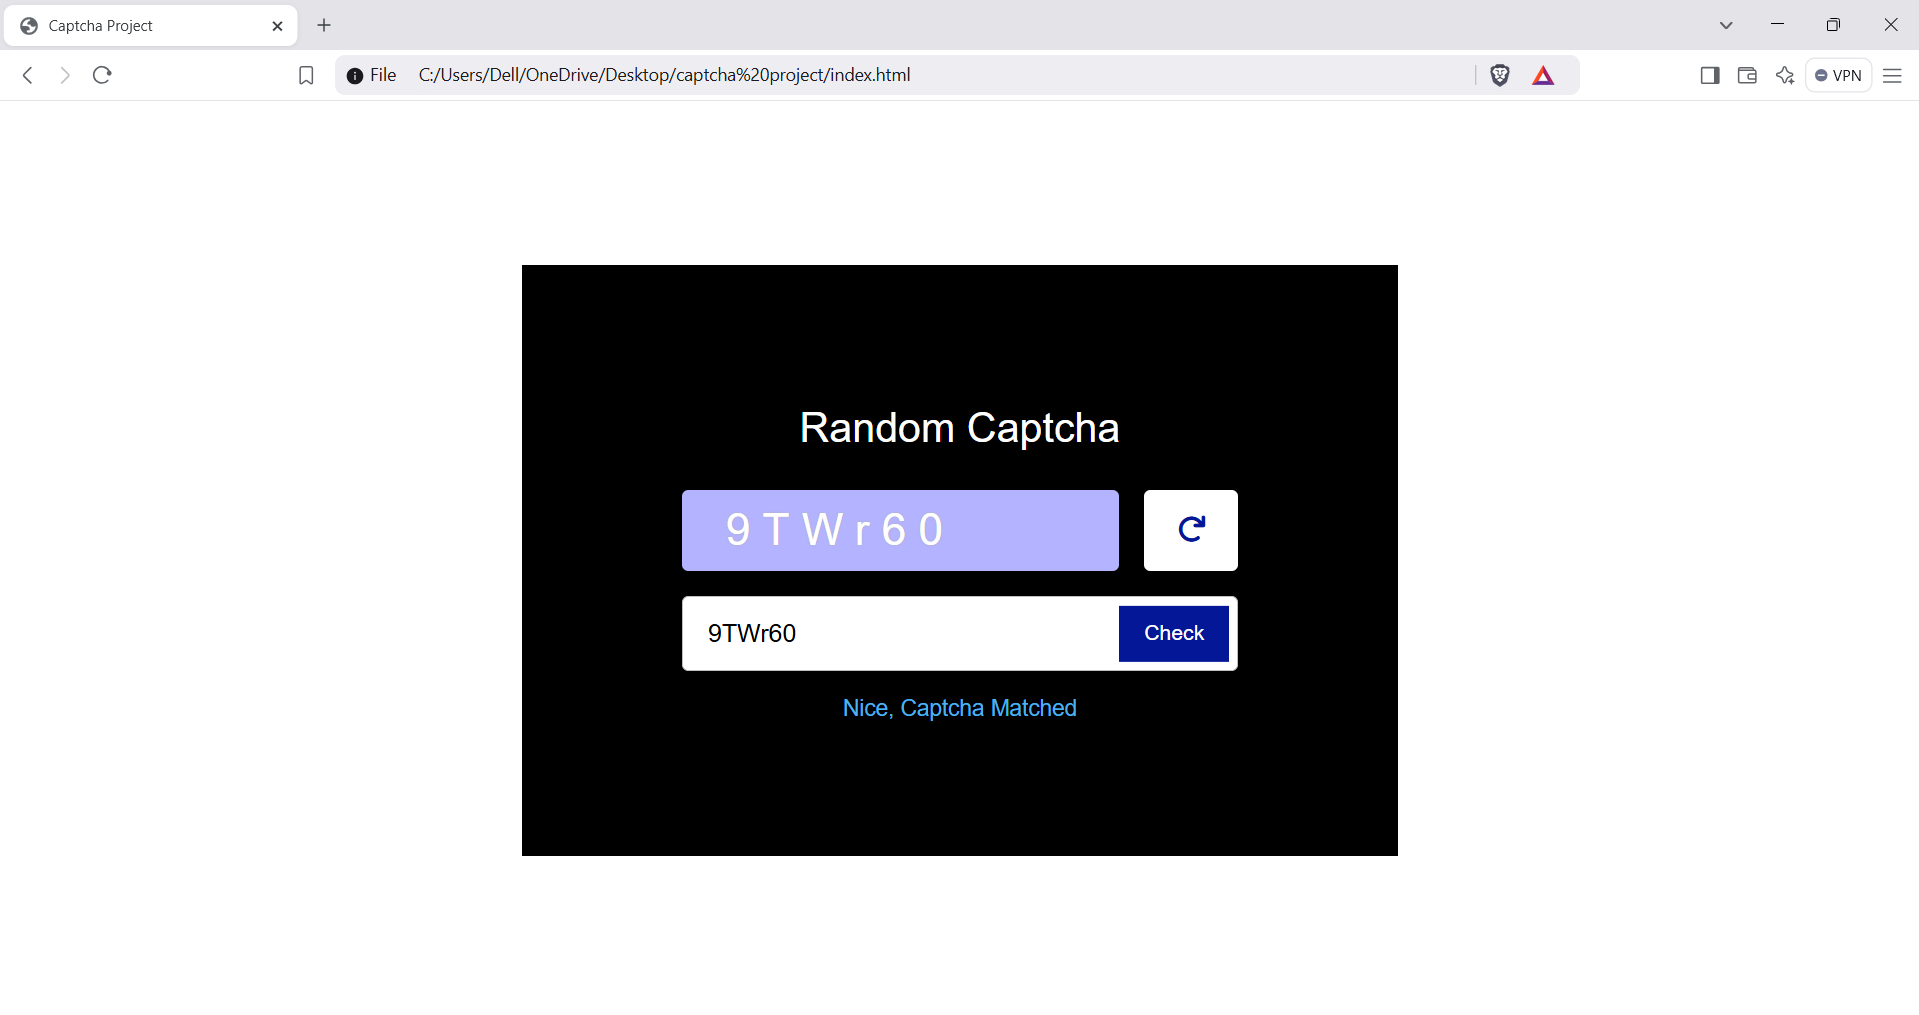 Captcha Project
File C:/Users/Dell/OneDrive/Desktop/captcha%20project/index.html
VPN
Random Captcha
9 T W r 6 0
9TWr60
Check
Nice, Captcha Matched